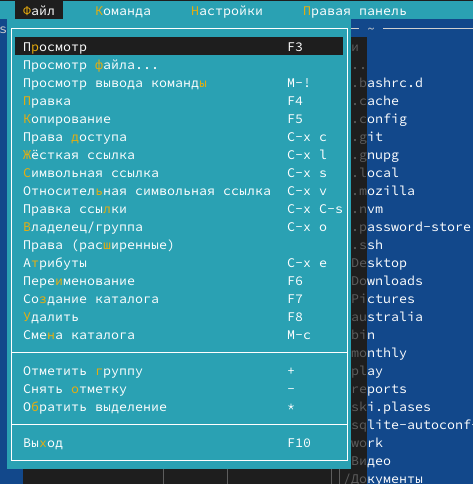 Файл Команда Настройки Правая панель
~
Просмотр F3 и
Просмотр файла... ..
Просмотр вывода команды M-! .bashrc.d
Правка F4 .cache
Копирование F5 .config
Права доступа C-x c .git
Жёсткая ссылка C-x l .gnupg
Символьная ссылка C-x s .local
Относительная символьная ссылка C-x v .mozilla
Правка ссылки C-x C-s .nvm
Владелец/группа C-x o .password-store
Права (расширенные) .ssh
Атрибуты C-x e Desktop
Переименование F6 Downloads
Создание каталога F7 Pictures
Удалить F8 australia
Смена каталога M-c bin
monthly
Отметить группу + play
Снять отметку - reports
Обратить выделение * ski.plases
sqlite-autoconf-
Выход F10 work
Видео
/Документы